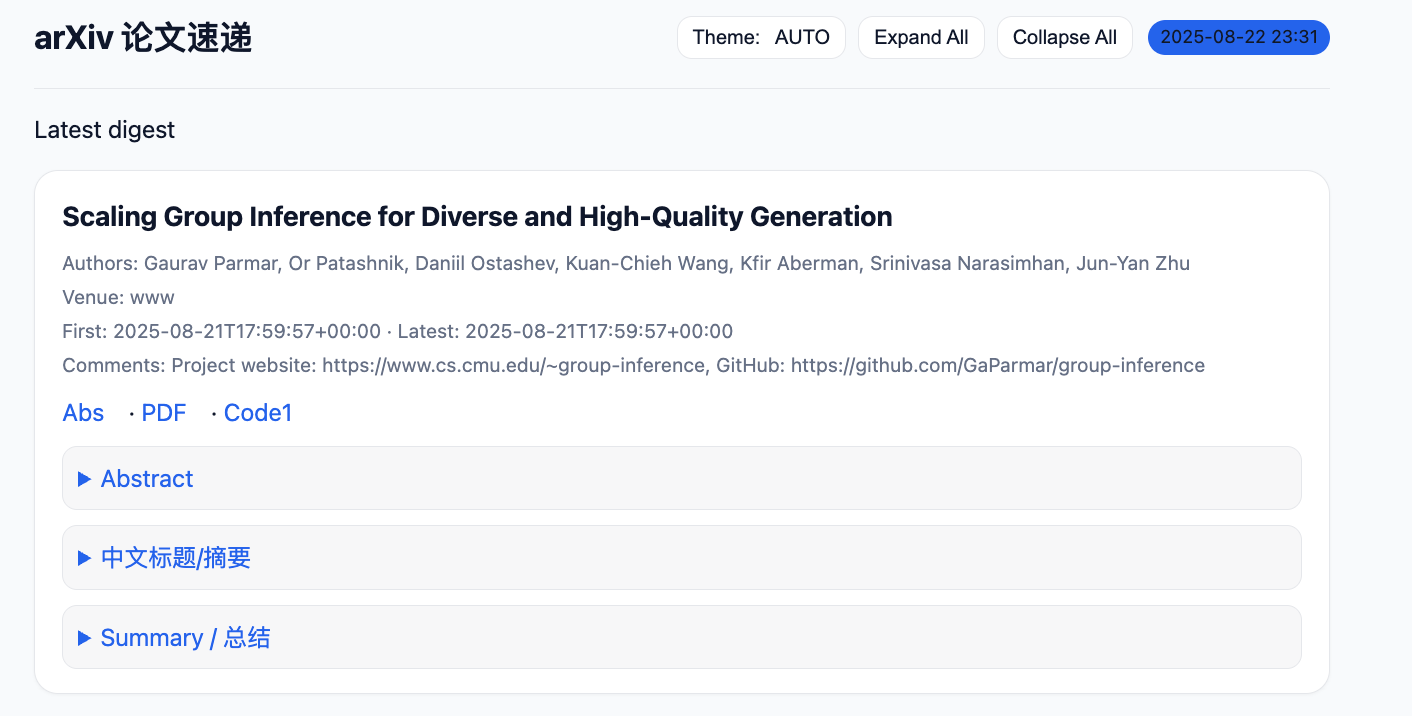 arXiv 论文速递
Theme: AUTO
Expand All
Collapse All
2025-08-22 23:31
Latest digest
Scaling Group Inference for Diverse and High-Quality Generation
Authors: Gaurav Parmar, Or Patashnik, Daniil Ostashev, Kuan-Chieh Wang, Kfir Aberman, Srinivasa Narasimhan, Jun-Yan Zhu
Venue: www
First: 2025-08-21T17:59:57+00:00 · Latest: 2025-08-21T17:59:57+00:00
Comments: Project website: https://www.cs.cmu.edu/~group-inference, GitHub: https://github.com/GaParmar/group-inference
Abs · PDF · Code1
Abstract
中文标题/摘要
Summary / 总结